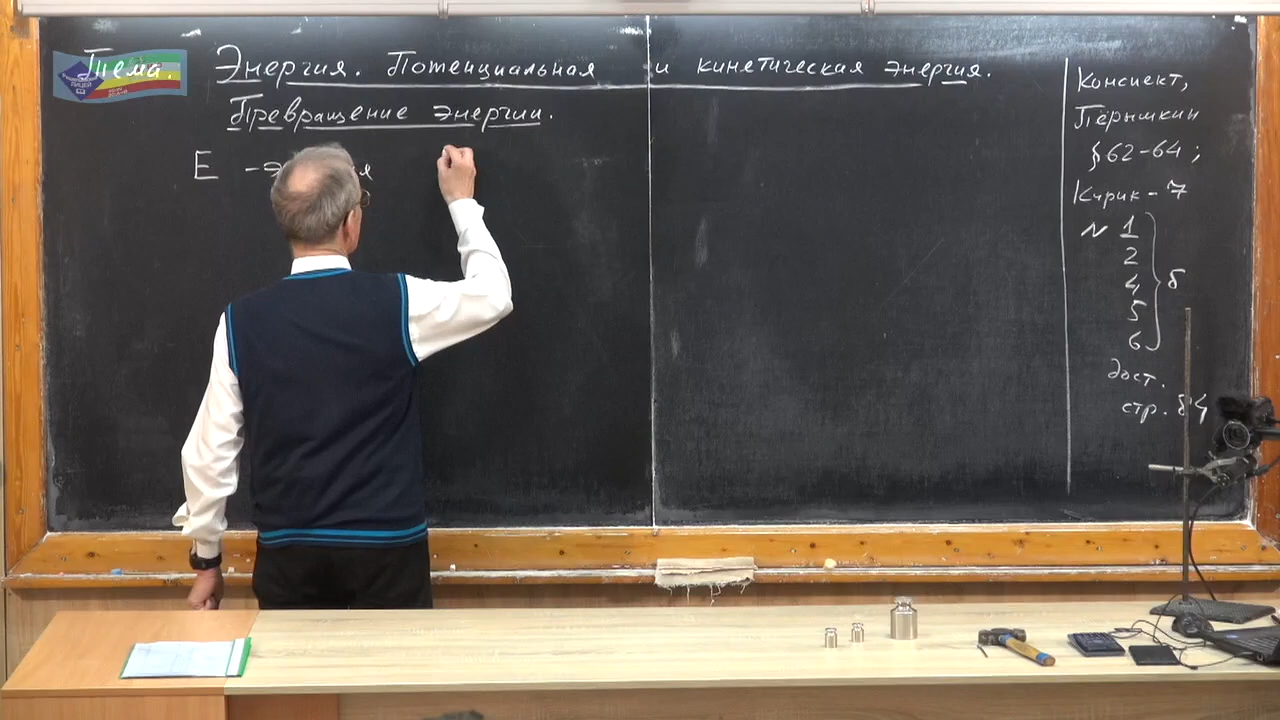 Тема. Энергия. Потенциальная и кинетическая энергия.
Превращение энергии.
E -
Конспект,
Пёрышкин
§62-64;
Кирик-7
№ 1
2
4
5
6
б
дост.
стр. 84